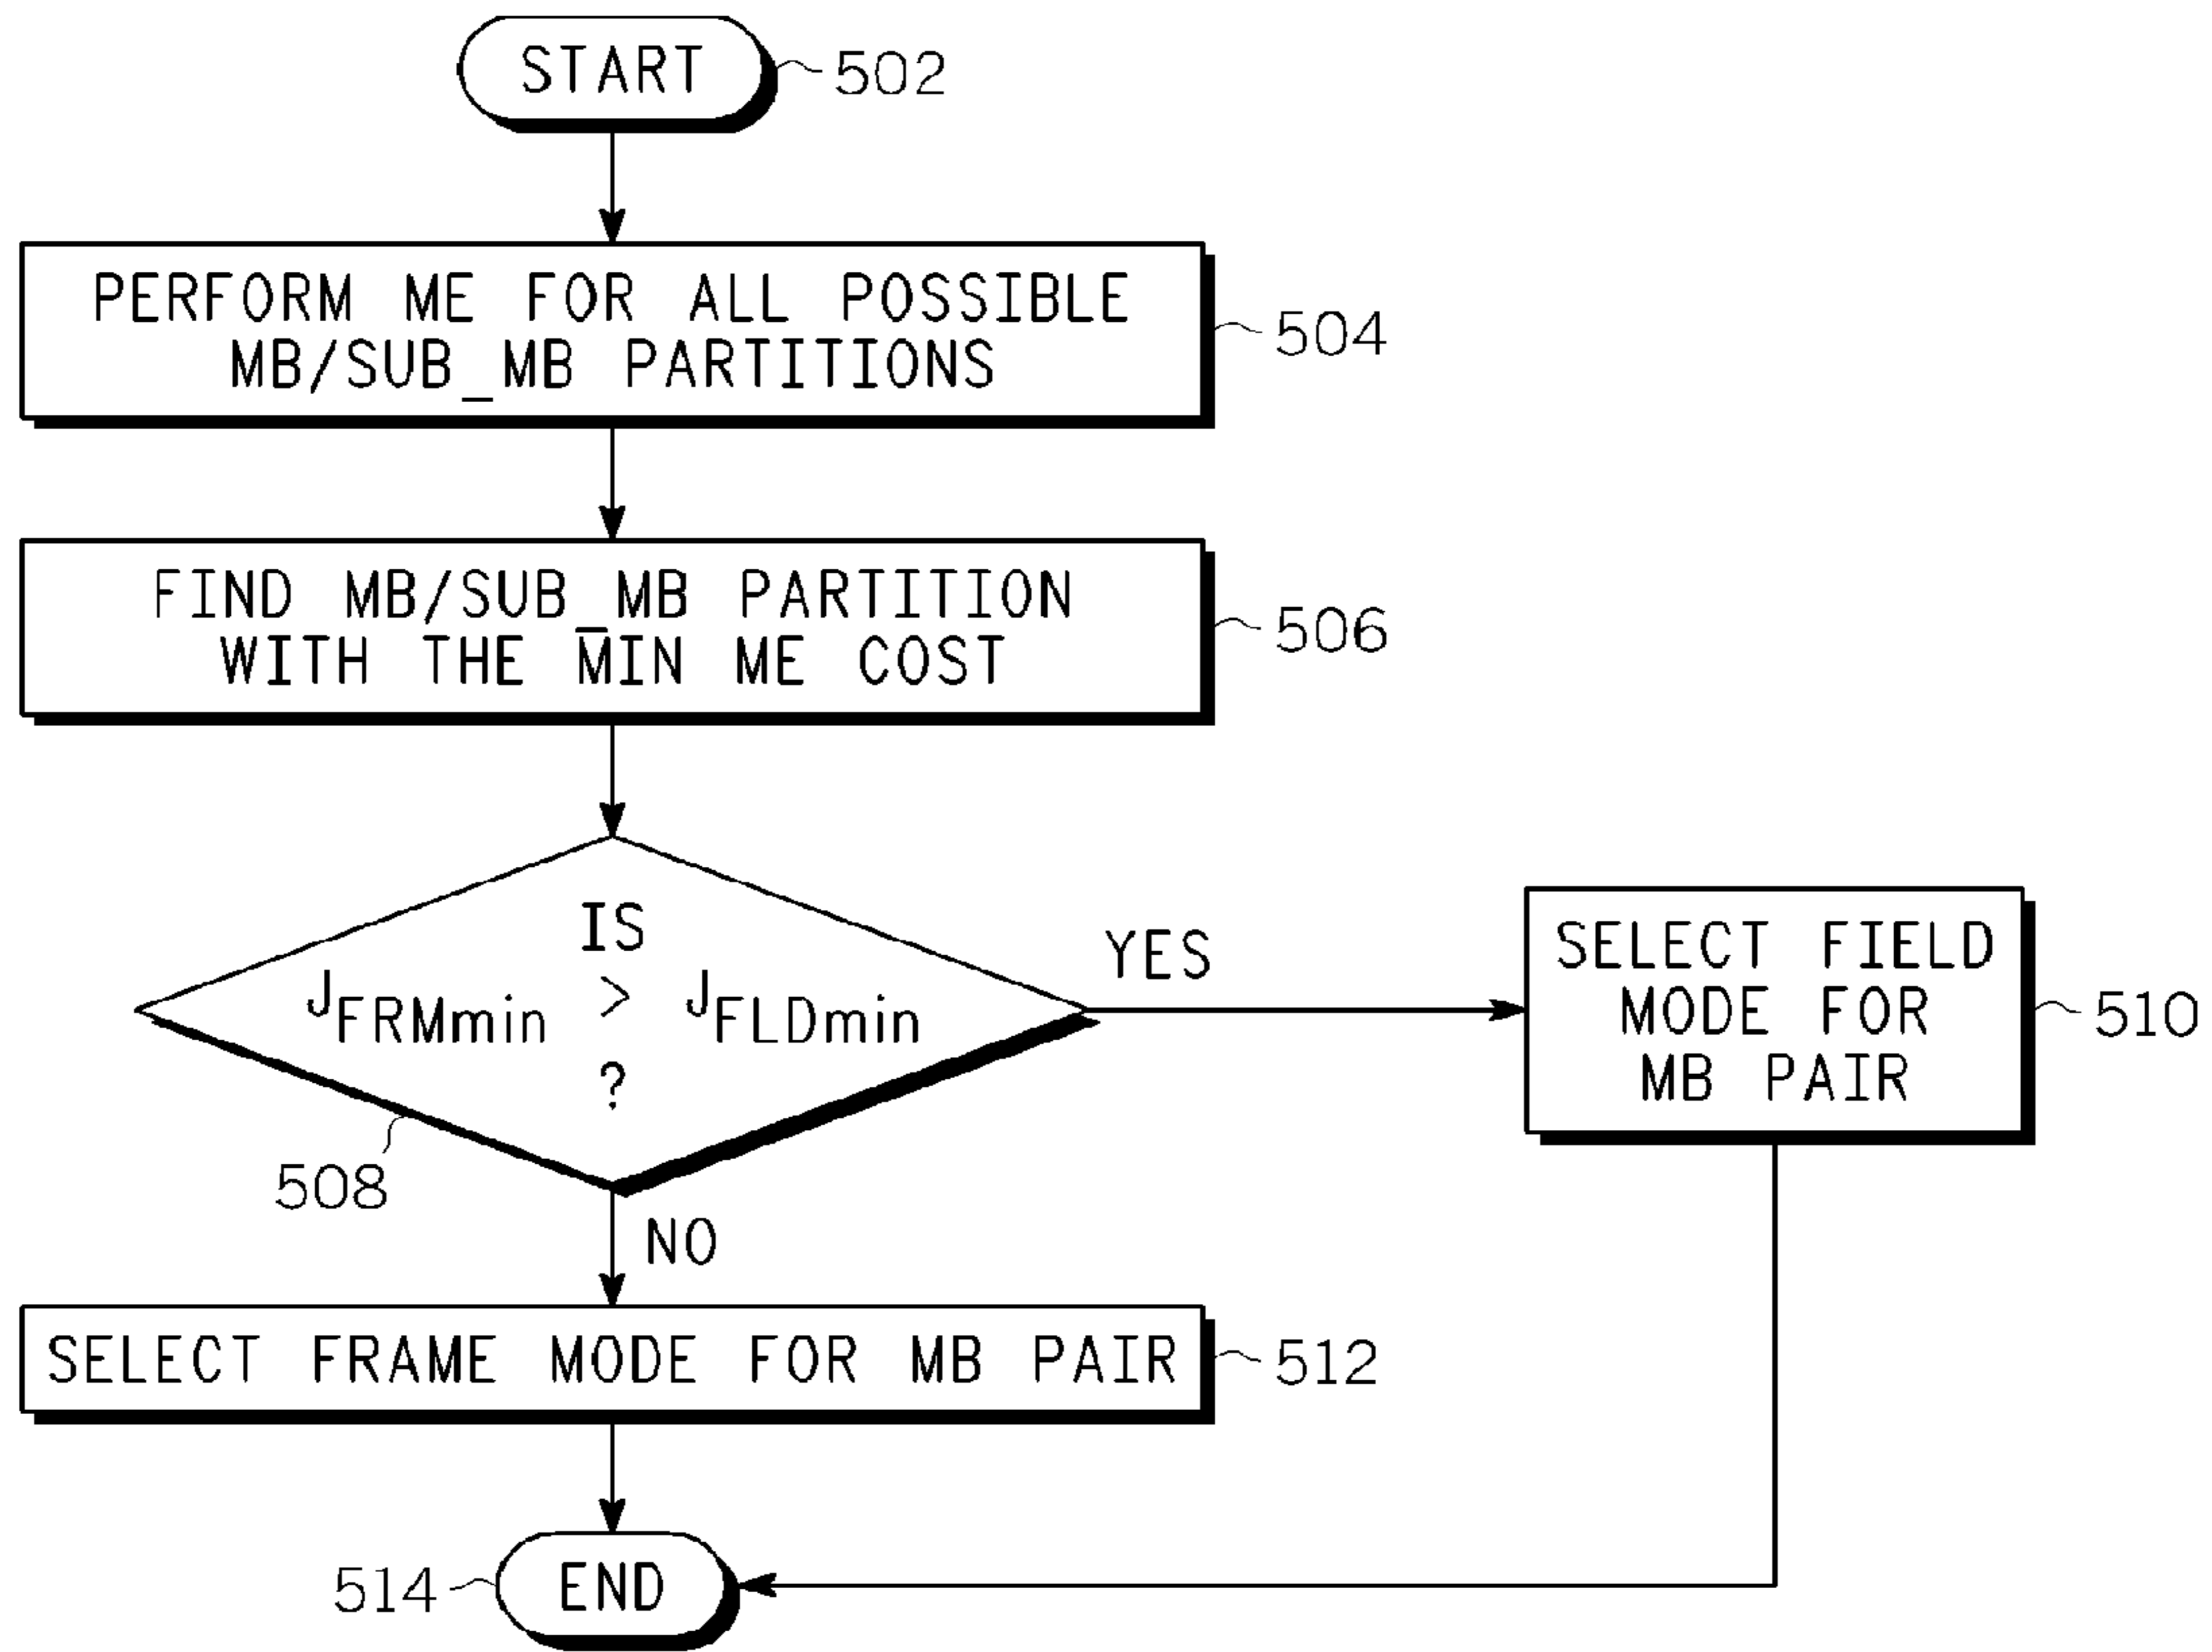 START
502
PERFORM ME FOR ALL POSSIBLE
MB/SUB_MB PARTITIONS
504
FIND MB/SUB_MB PARTITION
WITH THE MIN ME COST
506
IS
JFRMmin > JFLDmin
?
508
YES
SELECT FIELD
MODE FOR
MB PAIR
510
NO
SELECT FRAME MODE FOR MB PAIR
512
514
END